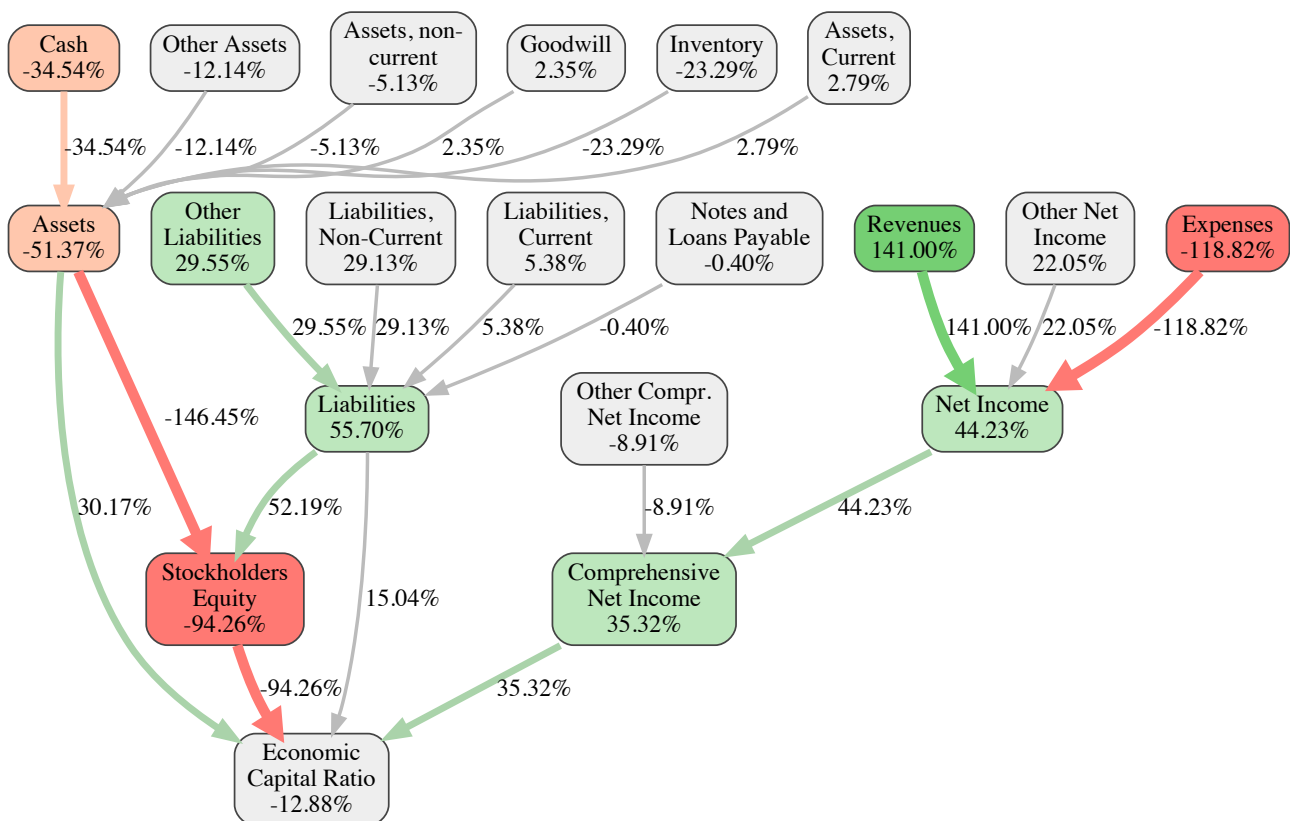 Cash
-34.54%
Other Assets
-12.14%
Assets, non-
current
-5.13%
Goodwill
2.35%
Inventory
-23.29%
Assets,
Current
2.79%
-34.54%
-12.14%
-5.13%
2.35%
-23.29%
2.79%
Assets
-51.37%
Other
Liabilities
29.55%
Liabilities,
Non-Current
29.13%
Liabilities,
Current
5.38%
Notes and
Loans Payable
-0.40%
Revenues
141.00%
Other Net
Income
22.05%
Expenses
-118.82%
29.55%
29.13%
5.38%
-0.40%
141.00%
22.05%
-118.82%
-146.45%
Liabilities
55.70%
Other Compr.
Net Income
-8.91%
Net Income
44.23%
30.17%
52.19%
-8.91%
44.23%
Stockholders
Equity
-94.26%
15.04%
Comprehensive
Net Income
35.32%
-94.26%
35.32%
Economic
Capital Ratio
-12.88%